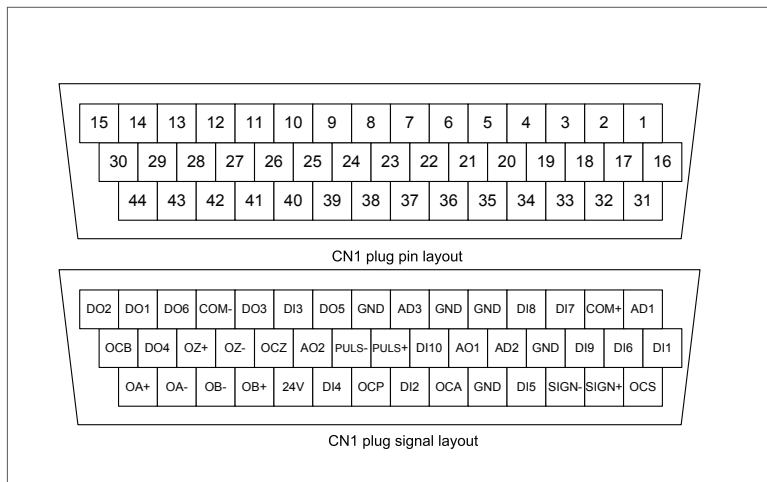 15 14 13 12 11 10 9 8 7 6 5 4 3 2 1
30 29 28 27 26 25 24 23 22 21 20 19 18 17 16
44 43 42 41 40 39 38 37 36 35 34 33 32 31
CN1 plug pin layout
DO2 DO1 DO6 COM- DO3 DI3 DO5 GND AD3 GND GND DI8 DI7 COM+ AD1
OCB DO4 OZ+ OZ- OCZ AO2 PULS- PULS+ DI10 AO1 AD2 GND DI9 DI6 DI1
OA+ OA- OB- OB+ 24V DI4 OCP DI2 OCA GND DI5 SIGN- SIGN+ OCS
CN1 plug signal layout